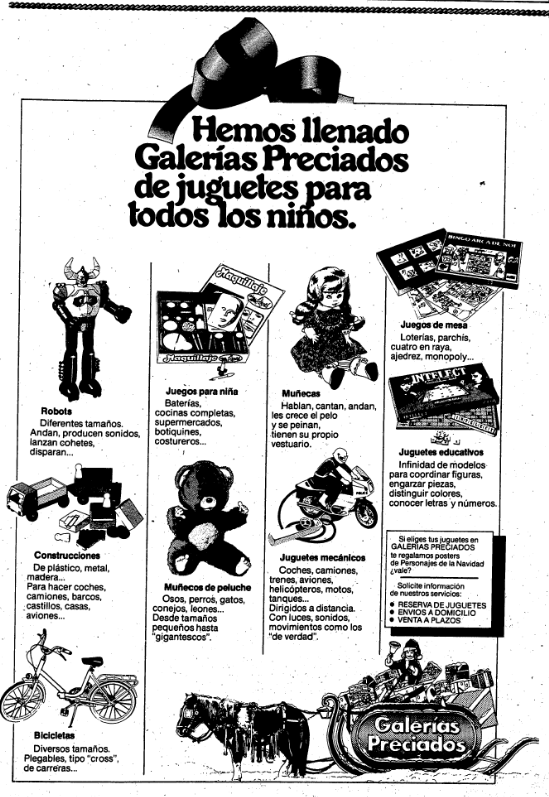 Hemos llenado
Galerías Preciados
de juguetes para
todos los niños.
Robots
Diferentes tamaños.
Andan, producen sonidos,
lanzan cohetes,
disparan...
Construcciones
De plástico, metal,
madera...
Para hacer coches,
camiones, barcos,
castillos, casas,
aviones...
Bicicletas
Diversos tamaños.
Plegables, tipo "cross",
de carreras...
Maquillaje
Maquillaje
Juegos para niña
Baterías,
cocinas completas,
supermercados,
botiquines,
costureros...
Muñecos de peluche
Osos, perros, gatos,
conejos, leones...
Desde tamaños
pequeños hasta
"gigantescos".
Muñecas
Hablan, cantan, andan,
les crece el pelo
y se peinan,
tienen su propio
vestuario.
Juguetes mecánicos
Coches, camiones,
trenes, aviones,
helicópteros, motos,
tanques...
Dirigidos a distancia.
Con luces, sonidos,
movimientos como los
"de verdad".
BINGO ARCA DE NOE
Juegos de mesa
Loterías, parchís,
cuatro en raya,
ajedrez, monopoly...
INTELECT
Juguetes educativos
Infinidad de modelos
para coordinar figuras,
engarzar piezas,
distinguir colores,
conocer letras y números.
Si eliges tus juguetes en
GALERIAS PRECIADOS
te regalamos posters
de Personajes de la Navidad
¿vale?
Solicite información
de nuestros servicios:
● RESERVA DE JUGUETES
● ENVIOS A DOMICILIO
● VENTA A PLAZOS
Galerías
Preciados